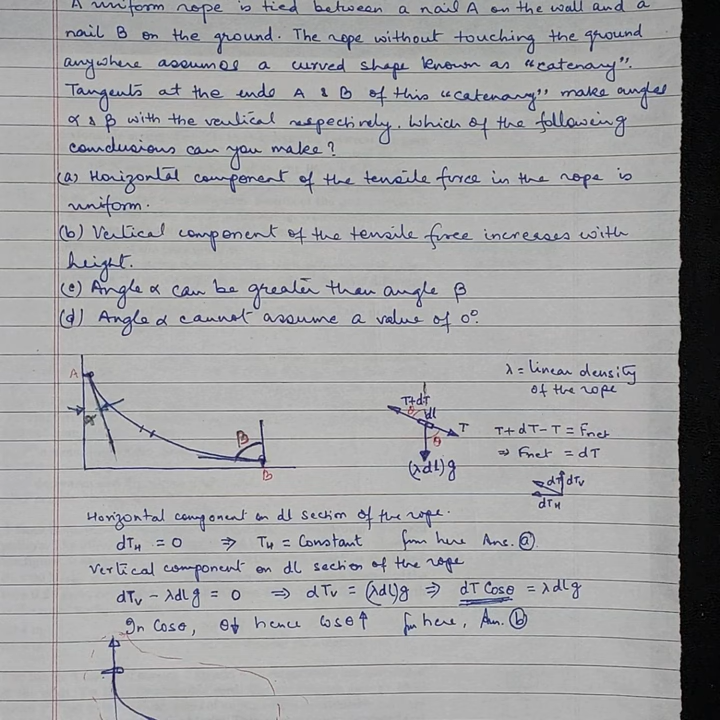 A uniform rope is tied between a nail A on the wall and a
nail B on the ground. The rope without touching the ground
anywhere assumes a curved shape known as "catenary".
Tangents at the ends A & B of this "catenary" make angles
α & β with the vertical respectively. Which of the following
conclusions can you make?
(a) Horizontal component of the tensile force in the rope is
uniform.
(b) Vertical component of the tensile force increases with
height.
(c) Angle α can be greater than angle β
(d) Angle α cannot assume a value of 0°.
λ = linear density
of the rope
A
α
β
B
T+dT
θ
dl
T
θ
(λdl)g
T+dT-T = Fnet
⇒ Fnet = dT
dT
dTv
dTH
Horizontal component on dl section of the rope.
dTH = 0 ⇒ TH = Constant from here Ans. (a)
Vertical component on dl section of the rope
dTv - λdlg = 0 ⇒ dTv = (λdl)g ⇒ dT Cosθ = λdlg
In Cosθ, θ↓ hence Cosθ↑ from here, Ans. (b)